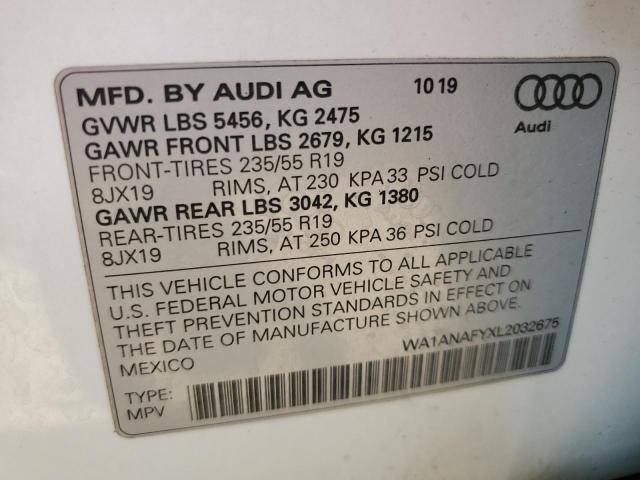 MFD. BY AUDI AG 10 19
Audi
GVWR LBS 5456, KG 2475
GAWR FRONT LBS 2679, KG 1215
FRONT-TIRES 235/55 R19
8JX19 RIMS, AT 230 KPA 33 PSI COLD
GAWR REAR LBS 3042, KG 1380
REAR-TIRES 235/55 R19
8JX19 RIMS, AT 250 KPA 36 PSI COLD
THIS VEHICLE CONFORMS TO ALL APPLICABLE
U.S. FEDERAL MOTOR VEHICLE SAFETY AND
THEFT PREVENTION STANDARDS IN EFFECT ON
THE DATE OF MANUFACTURE SHOWN ABOVE.
MEXICO WA1ANAFYXL2032675
TYPE:
MPV